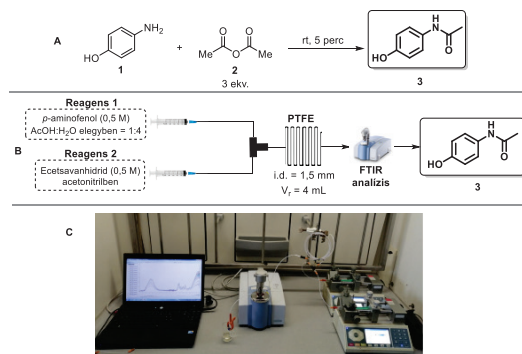 A
NH₂
HO
1
+
Me
O
O
O
Me
2
3 ekv.
rt, 5 perc
H
N
O
HO
3
Reagens 1
p-aminofenol (0,5 M)
AcOH:H₂O elegyben = 1:4
B
Reagens 2
Ecetsavanhidrid (0,5 M)
acetonitrilben
PTFE
i.d. = 1,5 mm
Vᵣ = 4 mL
FTIR
analízis
H
N
O
HO
3
C